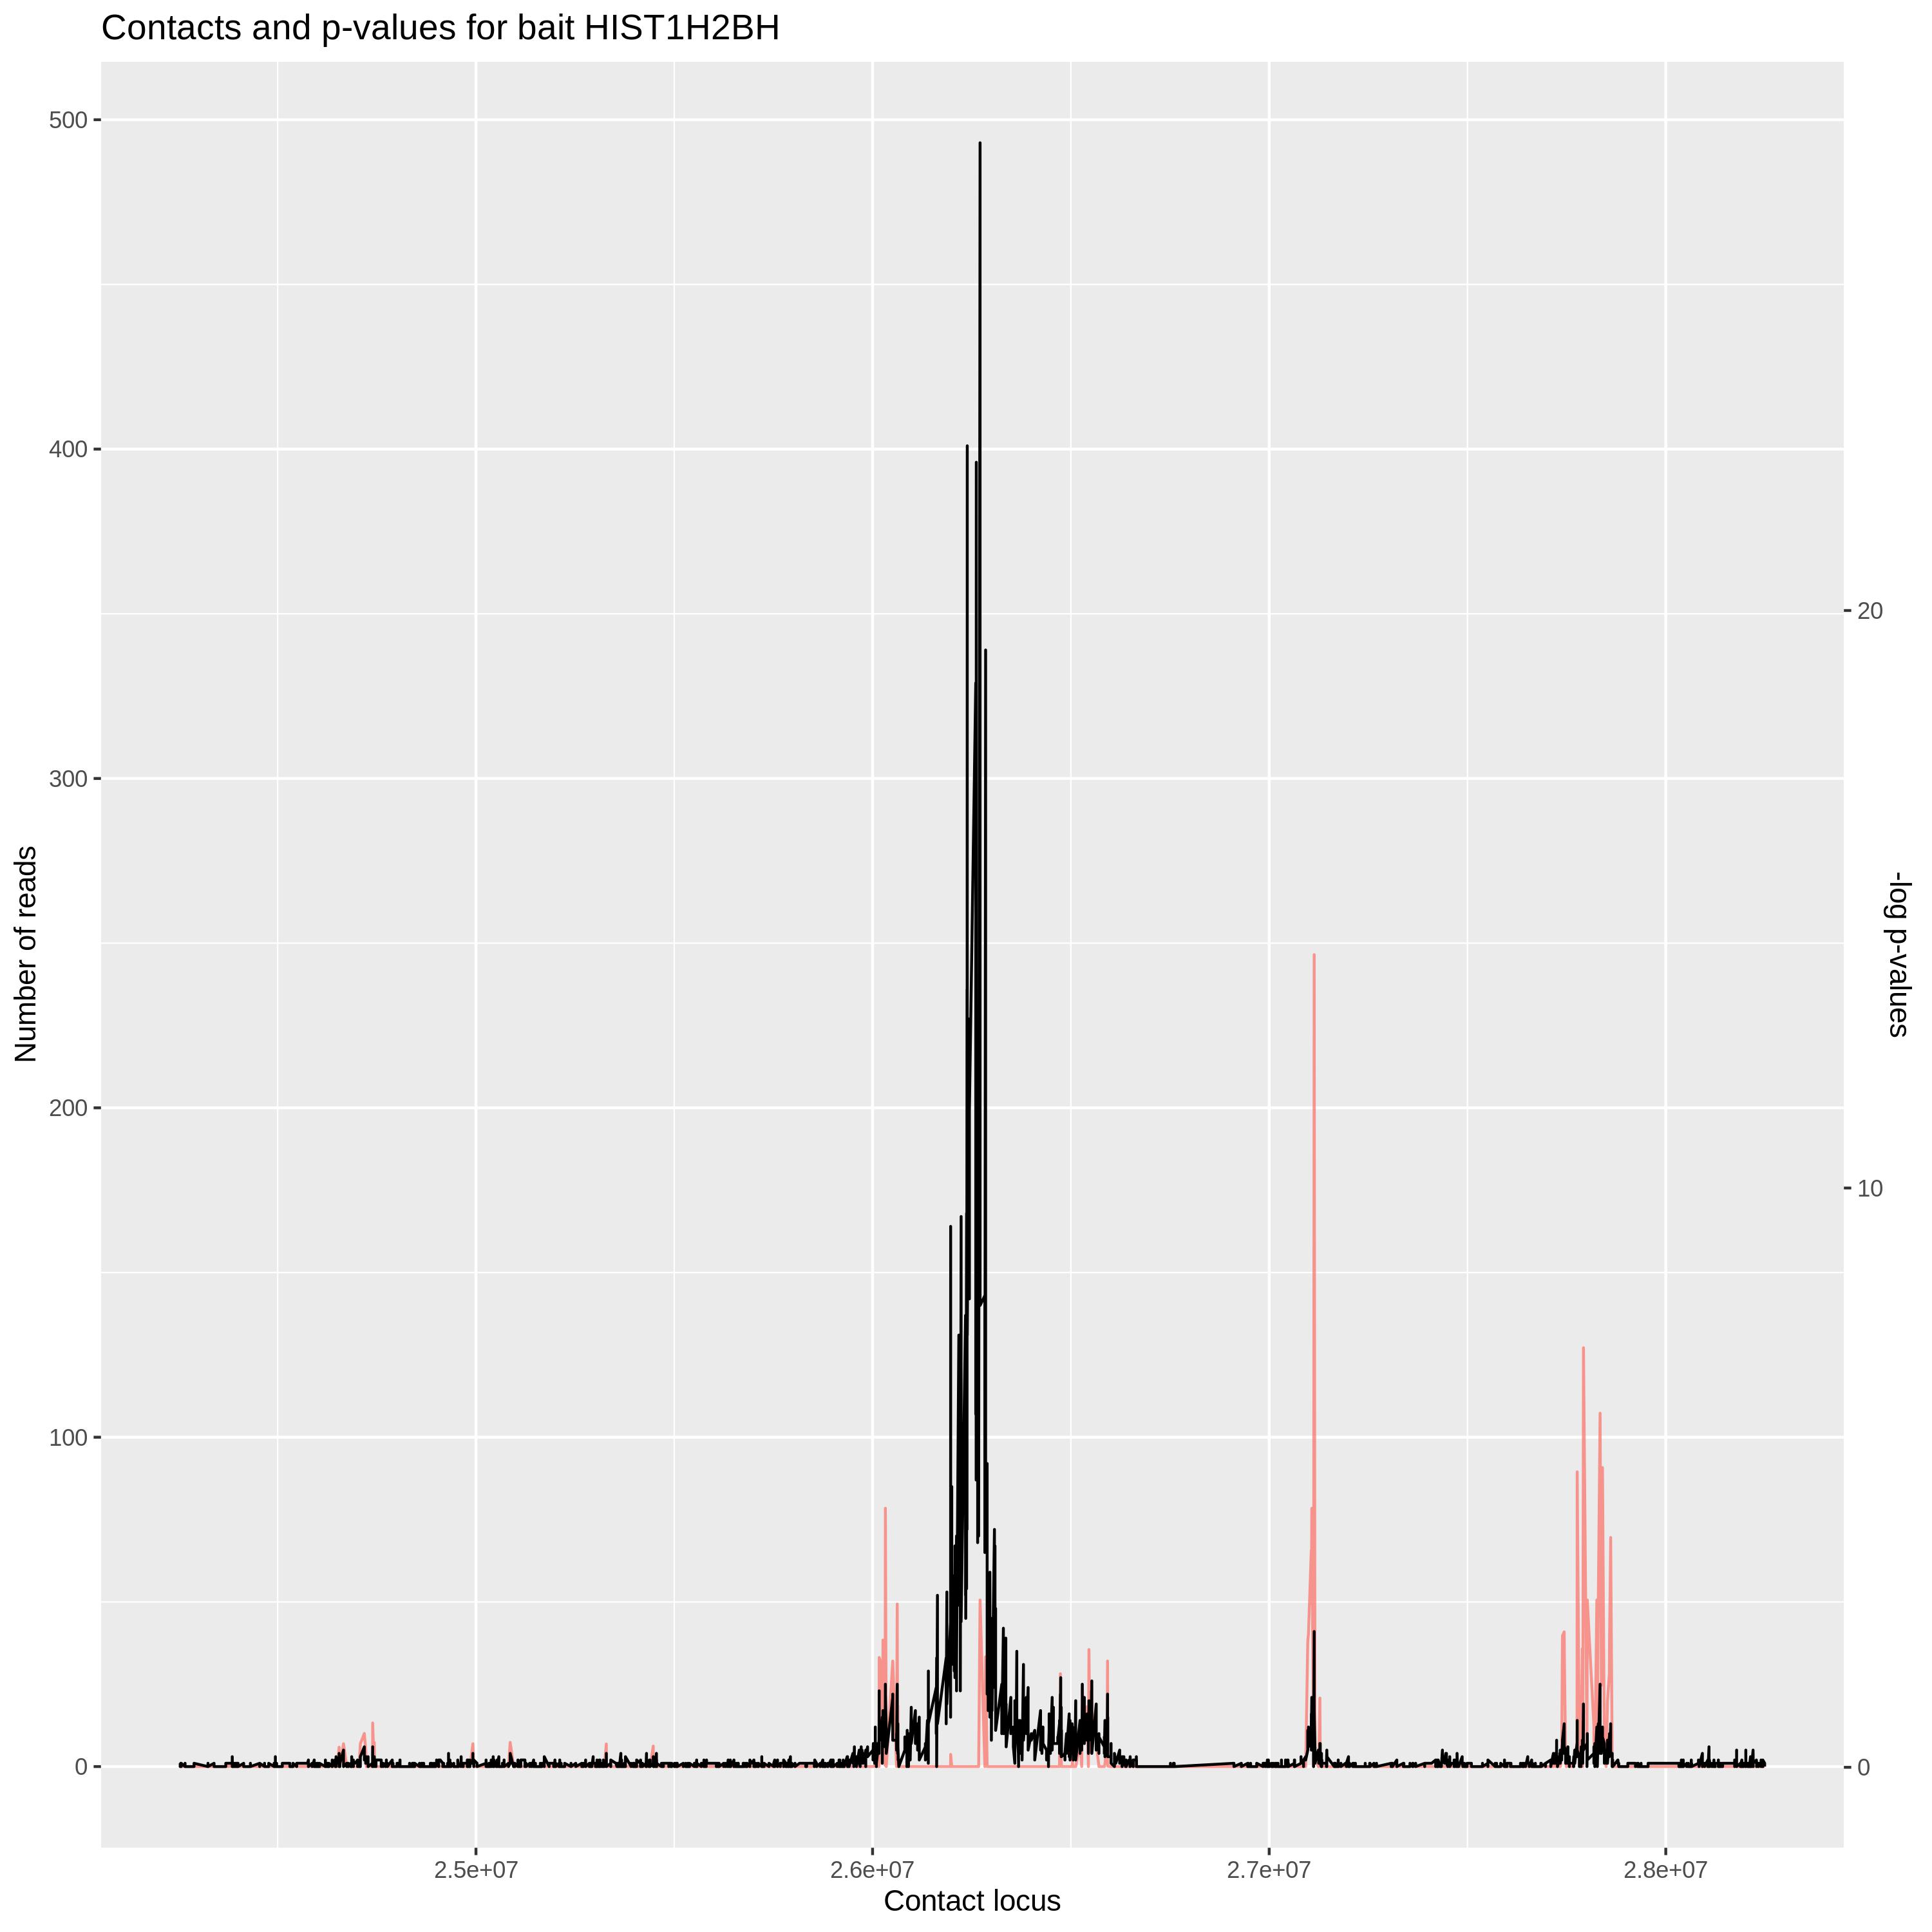 Contacts and p-values for bait HIST1H2BH
500
400
300
200
100
0
Number of reads
20
10
0
-log p-values
2.5e+07
2.6e+07
2.7e+07
2.8e+07
Contact locus